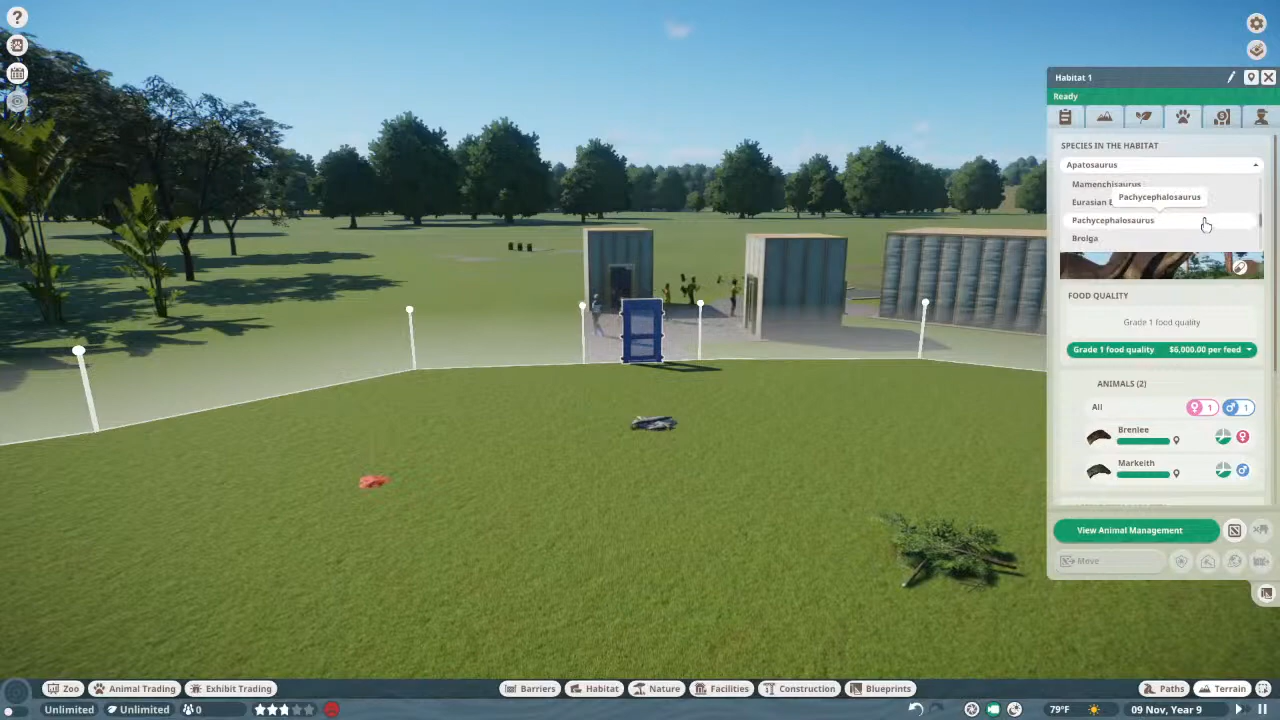 ?
Habitat 1
Ready
SPECIES IN THE HABITAT
Apatosaurus
Mamenchisaurus
Pachycephalosaurus
Eurasian
Pachycephalosaurus
Brolga
FOOD QUALITY
Grade 1 food quality
Grade 1 food quality $6,000.00 per feed
ANIMALS (2)
All 1 1
Brenlee
Markeith
View Animal Management
Move
Zoo Animal Trading Exhibit Trading Barriers Habitat Nature Facilities Construction Blueprints Paths Terrain
Unlimited Unlimited 0 79°F 09 Nov, Year 9